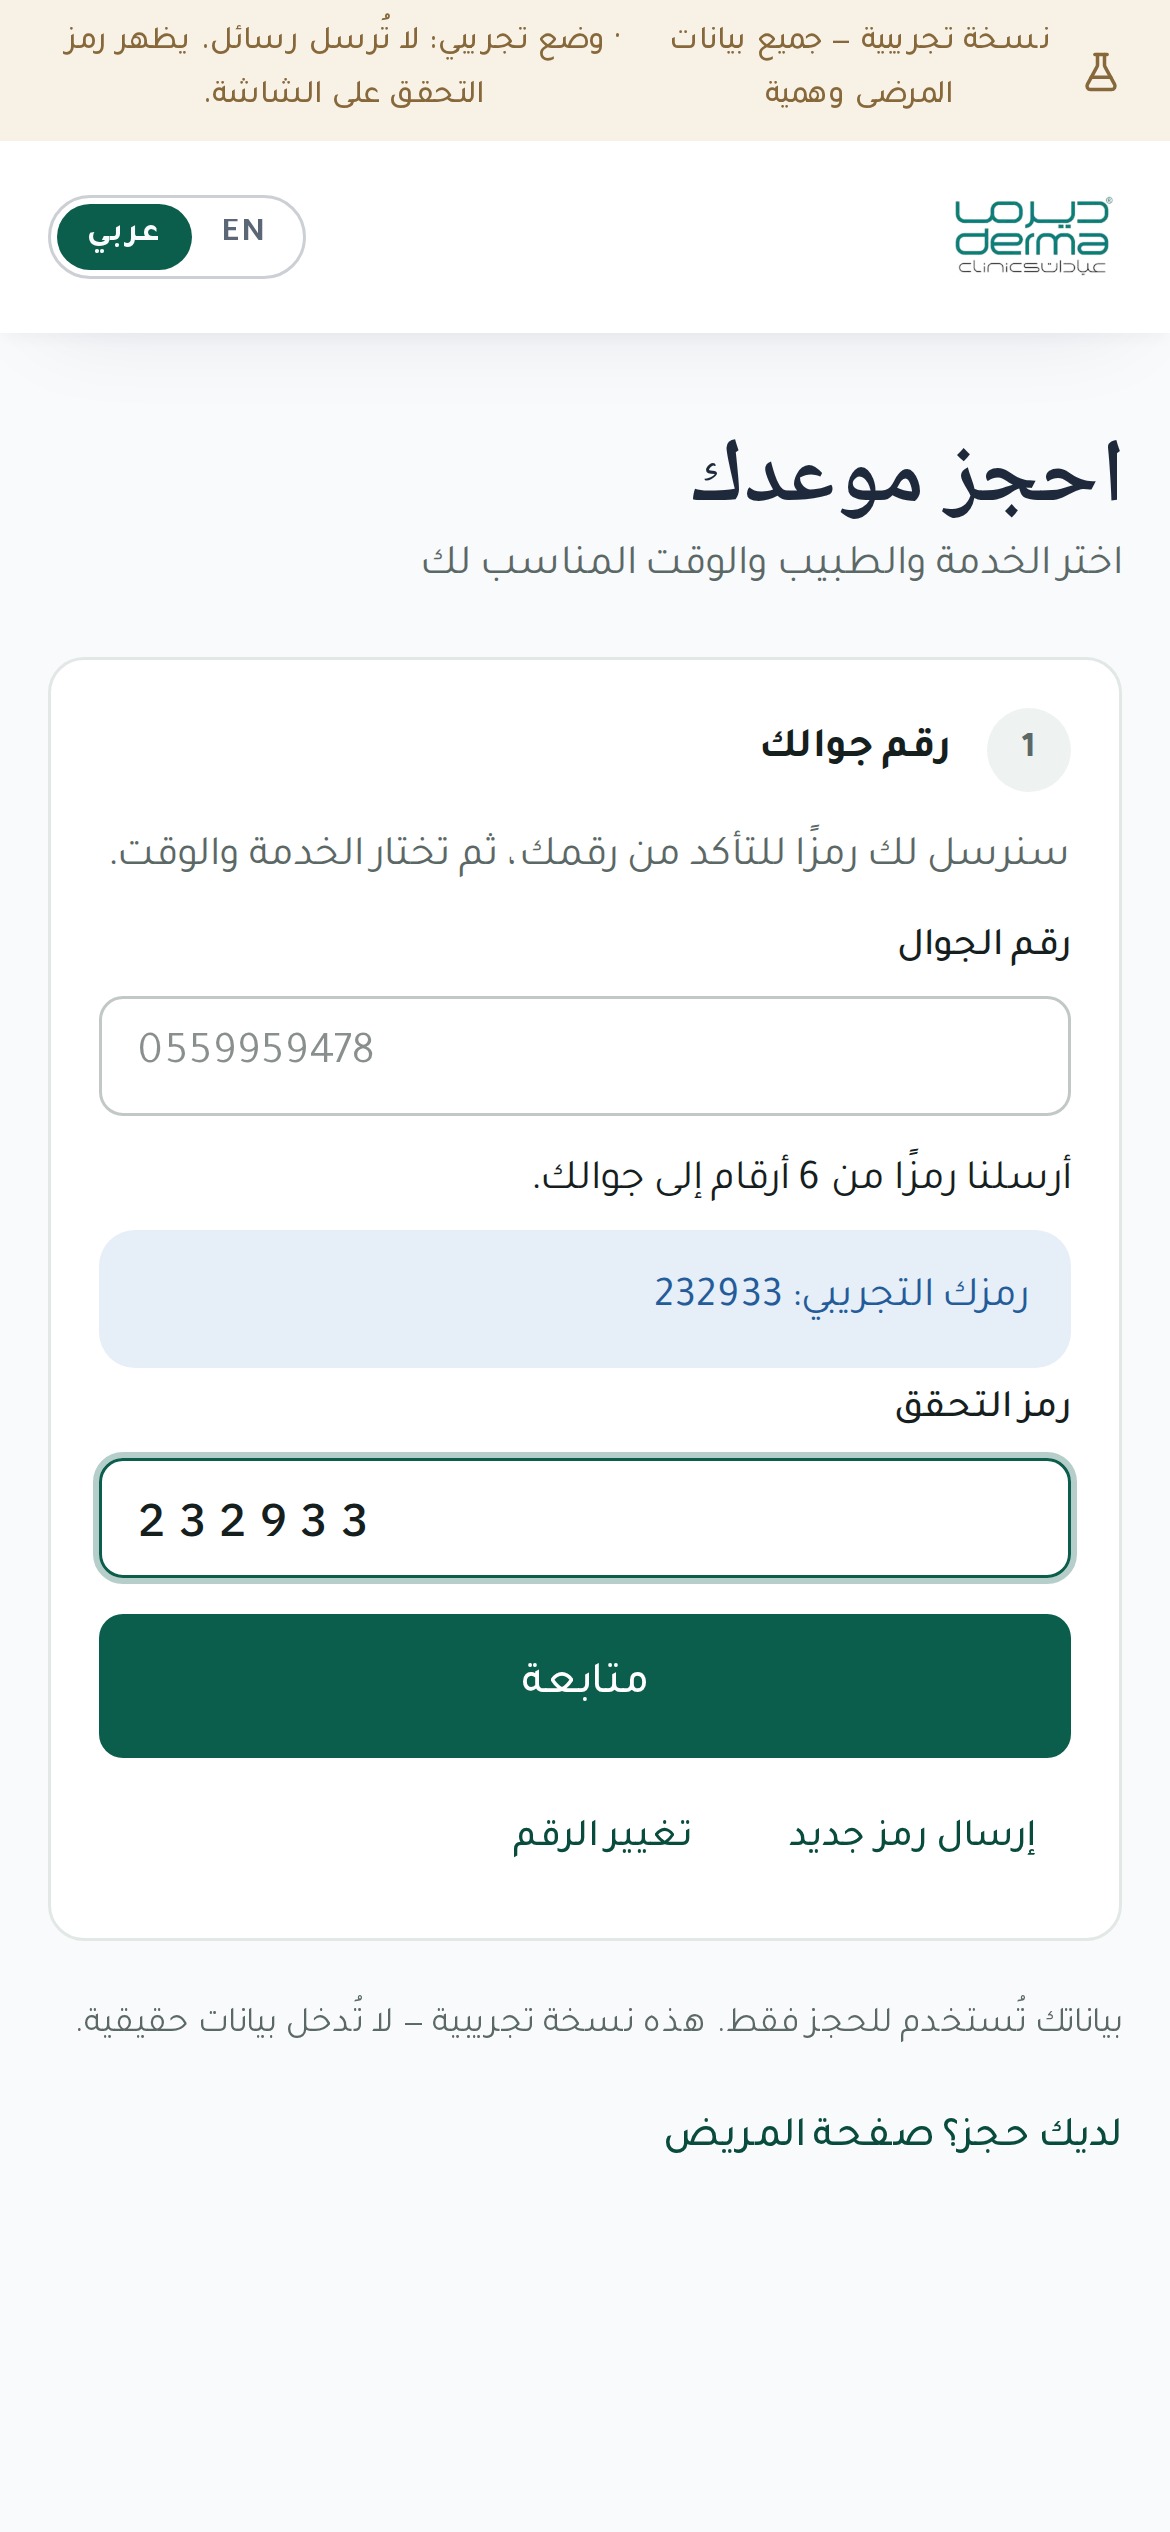 نسخة تجريبية – جميع بيانات
المرضى وهمية
· وضع تجريبي: لا تُرسل رسائل. يظهر رمز
التحقق على الشاشة.
ديرما
derma
clinics عيادات
EN
عربي
احجز موعدك
اختر الخدمة والطبيب والوقت المناسب لك
1 رقم جوالك
سنرسل لك رمزًا للتأكد من رقمك، ثم تختار الخدمة والوقت.
رقم الجوال
0559959478
أرسلنا رمزًا من 6 أرقام إلى جوالك.
رمزك التجريبي: 232933
رمز التحقق
232933
متابعة
إرسال رمز جديد
تغيير الرقم
بياناتك تُستخدم للحجز فقط. هذه نسخة تجريبية – لا تُدخل بيانات حقيقية.
لديك حجز؟ صفحة المريض